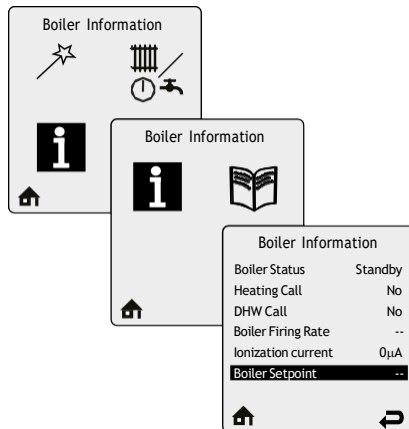 Boiler Information
i
Boiler Information
i
Boiler Information
Boiler Status Standby
Heating Call No
DHW Call No
Boiler Firing Rate --
Ionization current 0µA
Boiler Setpoint --